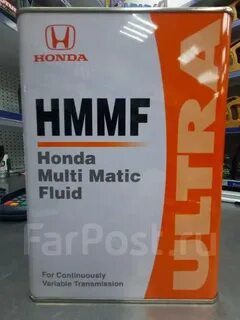 HONDA
HMMF
Honda
Multi Matic
Fluid
ULTRA
FarPost.ru
For Continuously
Variable Transmission